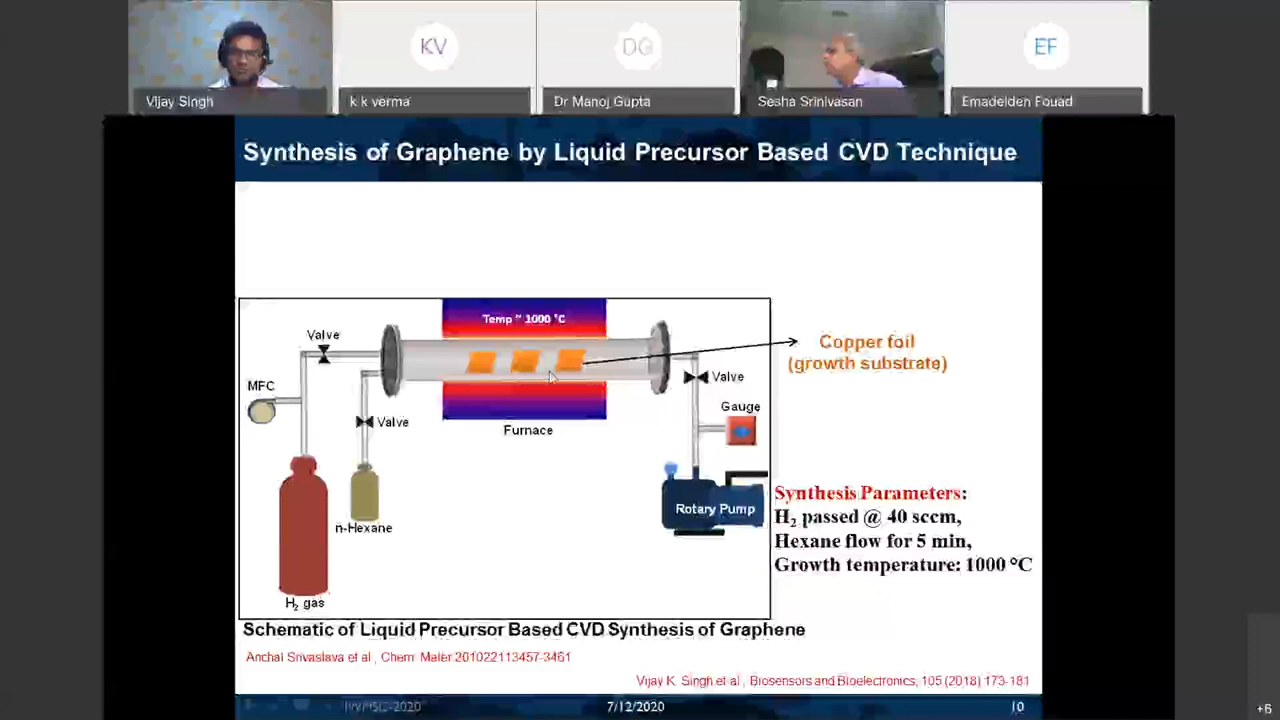 KV
DG
EF
Vijay Singh
k k verma
Dr Manoj Gupta
Sesha Srinivasan
Emadelden Fouad
Synthesis of Graphene by Liquid Precursor Based CVD Technique
Temp ~ 1000 °C
Valve
MFC
Valve
Furnace
n-Hexane
H₂ gas
Copper foil
(growth substrate)
Valve
Gauge
Rotary Pump
Synthesis Parameters:
H₂ passed @ 40 sccm,
Hexane flow for 5 min,
Growth temperature: 1000 °C
Schematic of Liquid Precursor Based CVD Synthesis of Graphene
Anchal Srivastava et al , Chem Mater 201022113457-3461
Vijay K. Singh et al , Biosensors and Bioelectronics, 105 (2018) 173-181
7/12/2020
10
+6